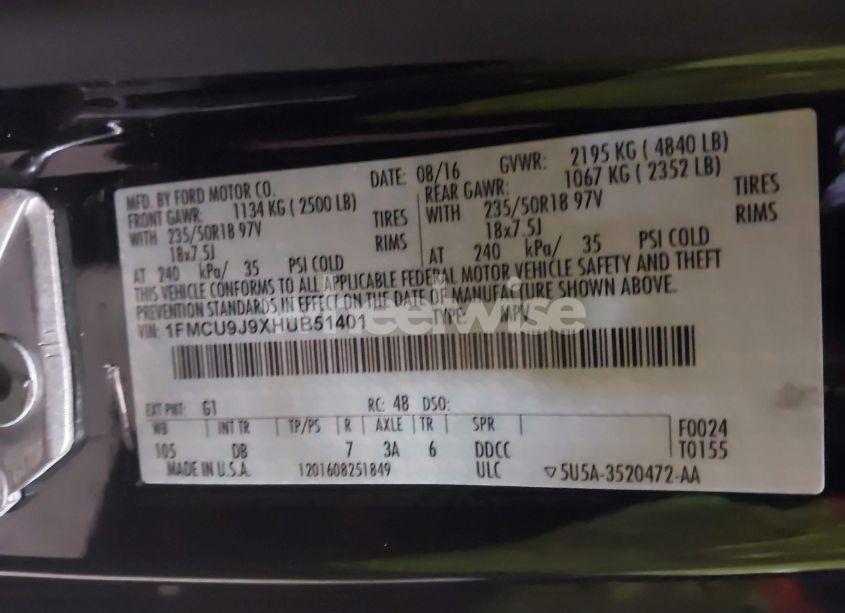 MFD. BY FORD MOTOR CO. DATE: 08/16 GVWR: 2195 KG ( 4840 LB)
FRONT GAWR: 1134 KG ( 2500 LB) REAR GAWR: 1067 KG ( 2352 LB)
WITH 235/50R18 97V TIRES WITH 235/50R18 97V TIRES
18x7.5J RIMS 18x7.5J RIMS
AT 240 kPa/ 35 PSI COLD AT 240 kPa/ 35 PSI COLD
THIS VEHICLE CONFORMS TO ALL APPLICABLE FEDERAL MOTOR VEHICLE SAFETY AND THEFT
PREVENTION STANDARDS IN EFFECT ON THE DATE OF MANUFACTURE SHOWN ABOVE.
VIN: 1FMCU9J9XHUB51401 TYPE: MPV
EXT PNT: G1 RC: 48 DSO:
WB INT TR TP/PS R AXLE TR SPR F0024
105 DB 7 3A 6 DDCC T0155
MADE IN U.S.A. 1201608251849 ULC ▽5U5A-3520472-AA